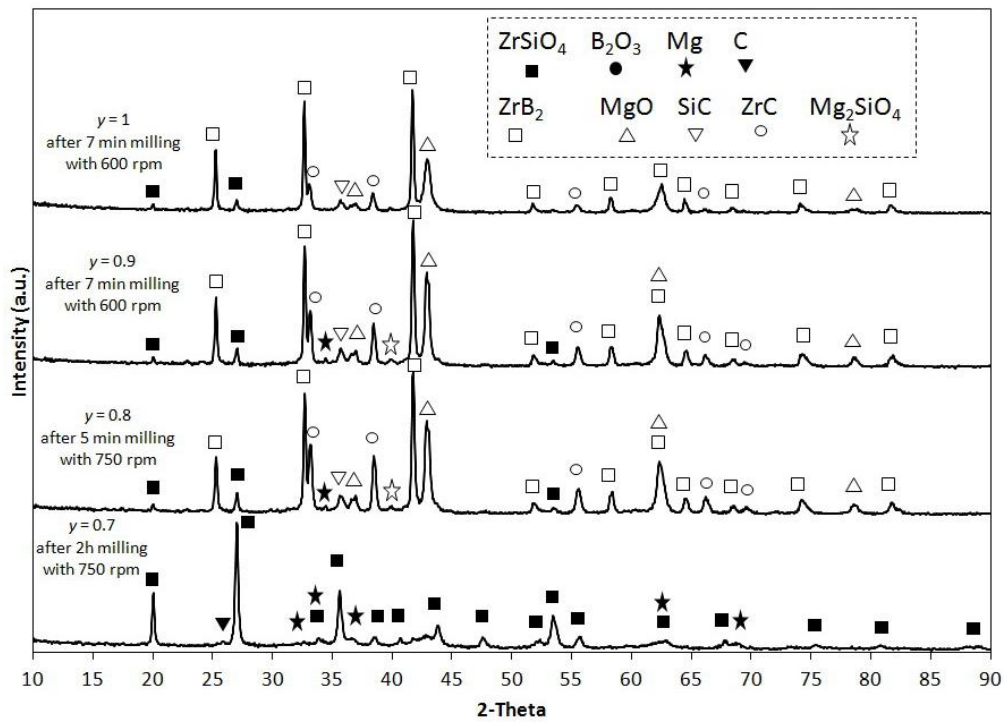 ZrSiO₄ B₂O₃ Mg C
ZrB₂ MgO SiC ZrC Mg₂SiO₄
y = 1
after 7 min milling
with 600 rpm
y = 0.9
after 7 min milling
with 600 rpm
y = 0.8
after 5 min milling
with 750 rpm
y = 0.7
after 2h milling
with 750 rpm
Intensity (a.u.)
10 15 20 25 30 35 40 45 50 55 60 65 70 75 80 85 90
2-Theta